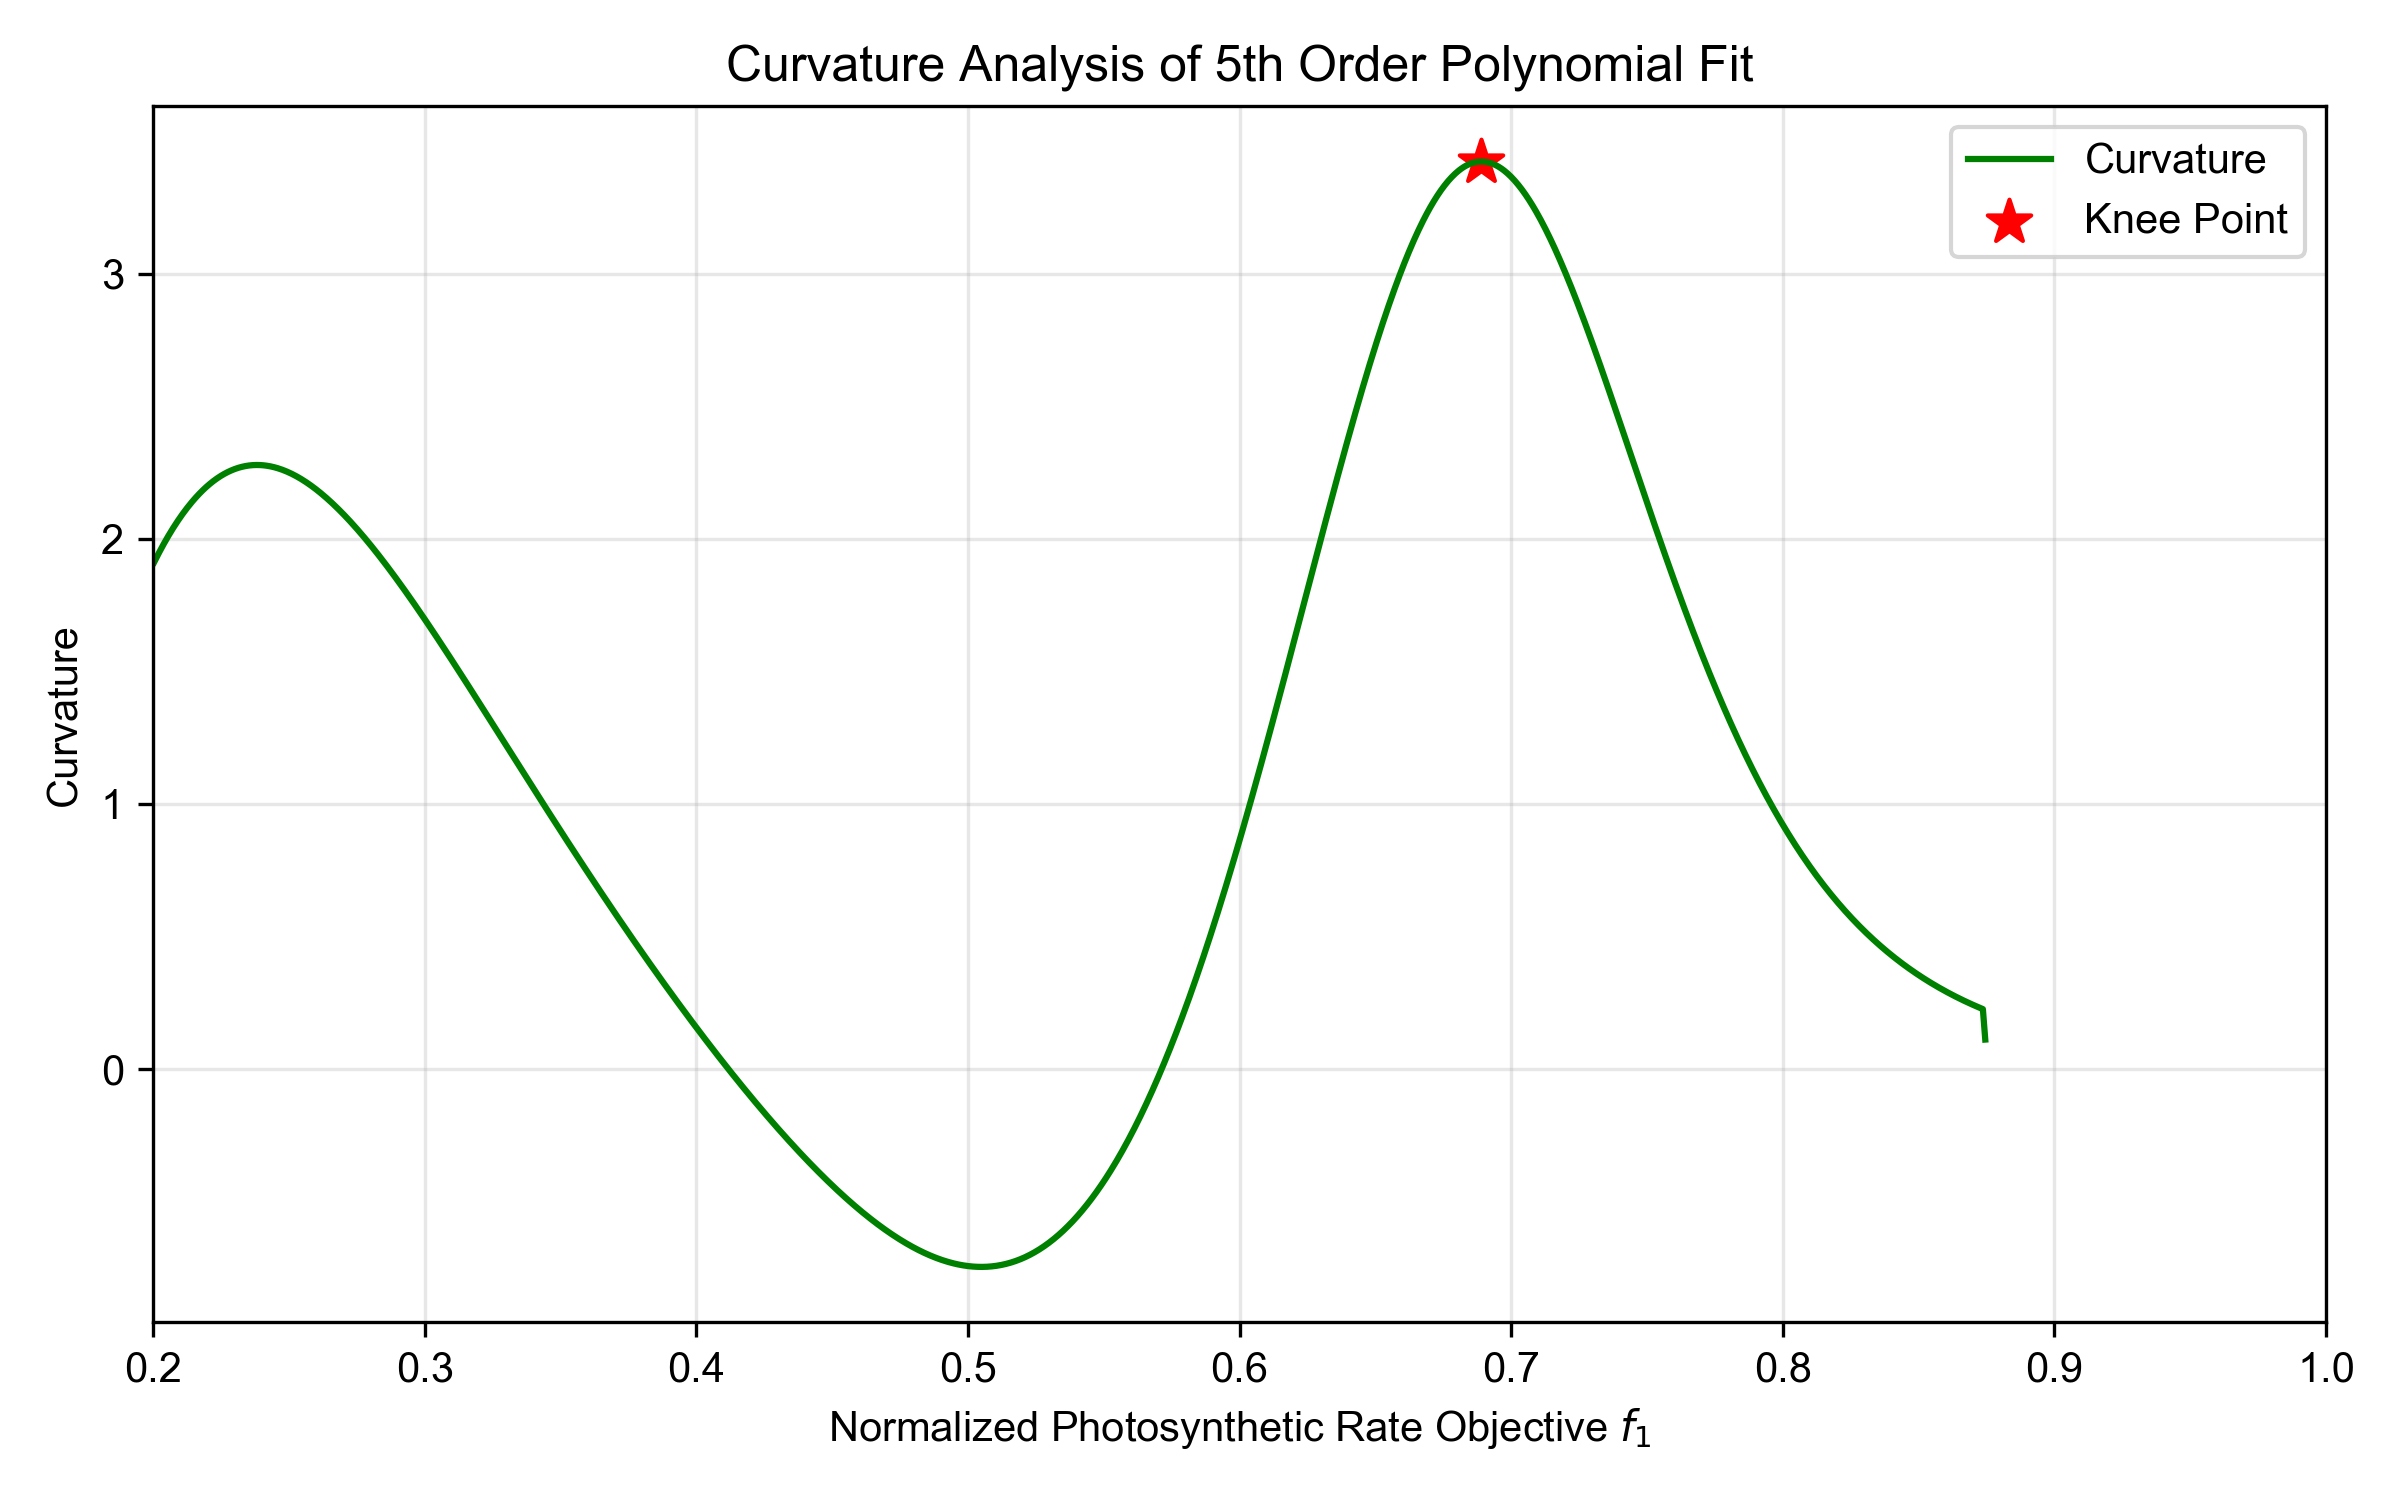 Curvature Analysis of 5th Order Polynomial Fit
Curvature
Knee Point
3
2
1
0
Curvature
0.2 0.3 0.4 0.5 0.6 0.7 0.8 0.9 1.0
Normalized Photosynthetic Rate Objective f₁